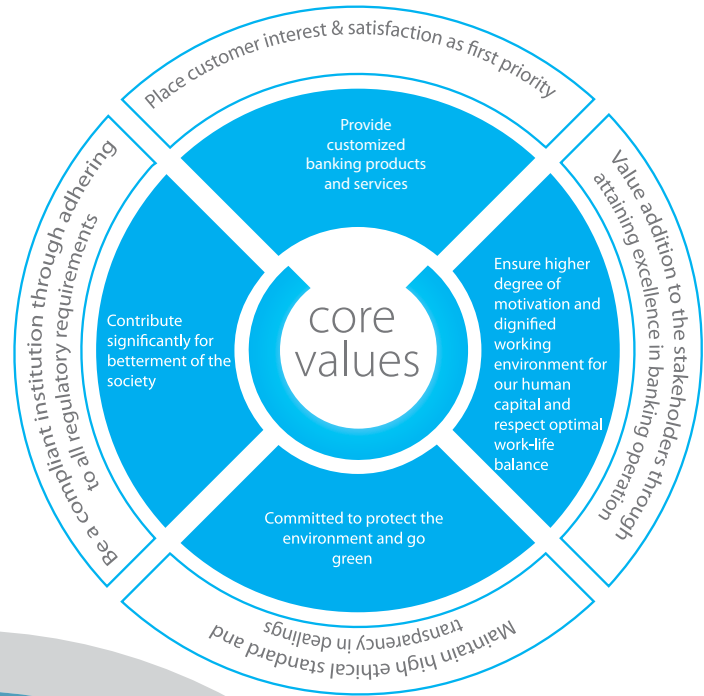 Place customer interest & satisfaction as first priority
Provide
customized
banking products
and services
Value addition to the stakeholders through
attaining excellence in banking operation
Ensure higher
degree of
motivation and
dignified
working
environment for
our human
capital and
respect optimal
work-life
balance
core
values
Be a compliant institution through adhering
to all regulatory requirements
Contribute
significantly for
betterment of the
society
Committed to protect the
environment and go
green
Maintain high ethical standard and
transparency in dealings